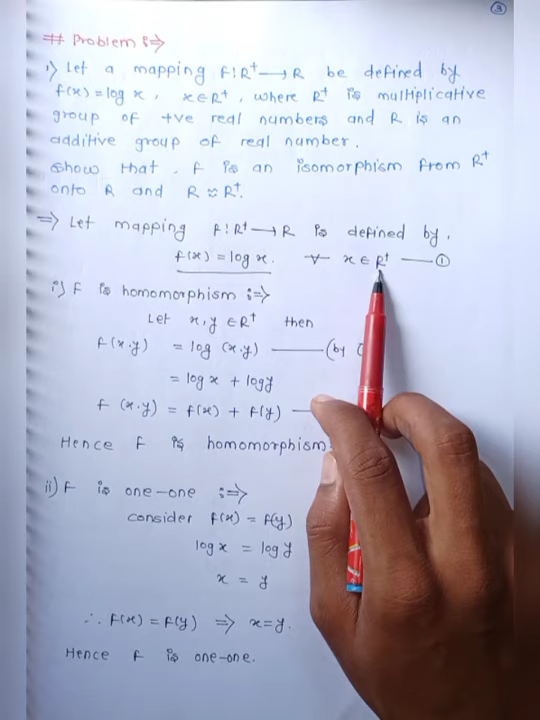 3
## Problem :⇒
1) Let a mapping f: R⁺ → R be defined by
f(x) = log x, x ∈ R⁺, where R⁺ is multiplicative
group of +ve real numbers and R is an
additive group of real number.
Show that, f is an isomorphism from R⁺
onto R and R ≈ R⁺.
⇒ Let mapping f: R⁺ → R is defined by,
f(x) = log x. ∀ x ∈ R⁺ —— ①
i) f is homomorphism :⇒
Let x, y ∈ R⁺ then
f(x·y) = log (x·y) —— (by
= log x + log y
f (x·y) = f(x) + f(y) ——
Hence f is homomorphism.
ii) f is one-one :⇒
consider f(x) = f(y)
log x = log y
x = y
∴ f(x) = f(y) ⇒ x = y.
Hence f is one-one.